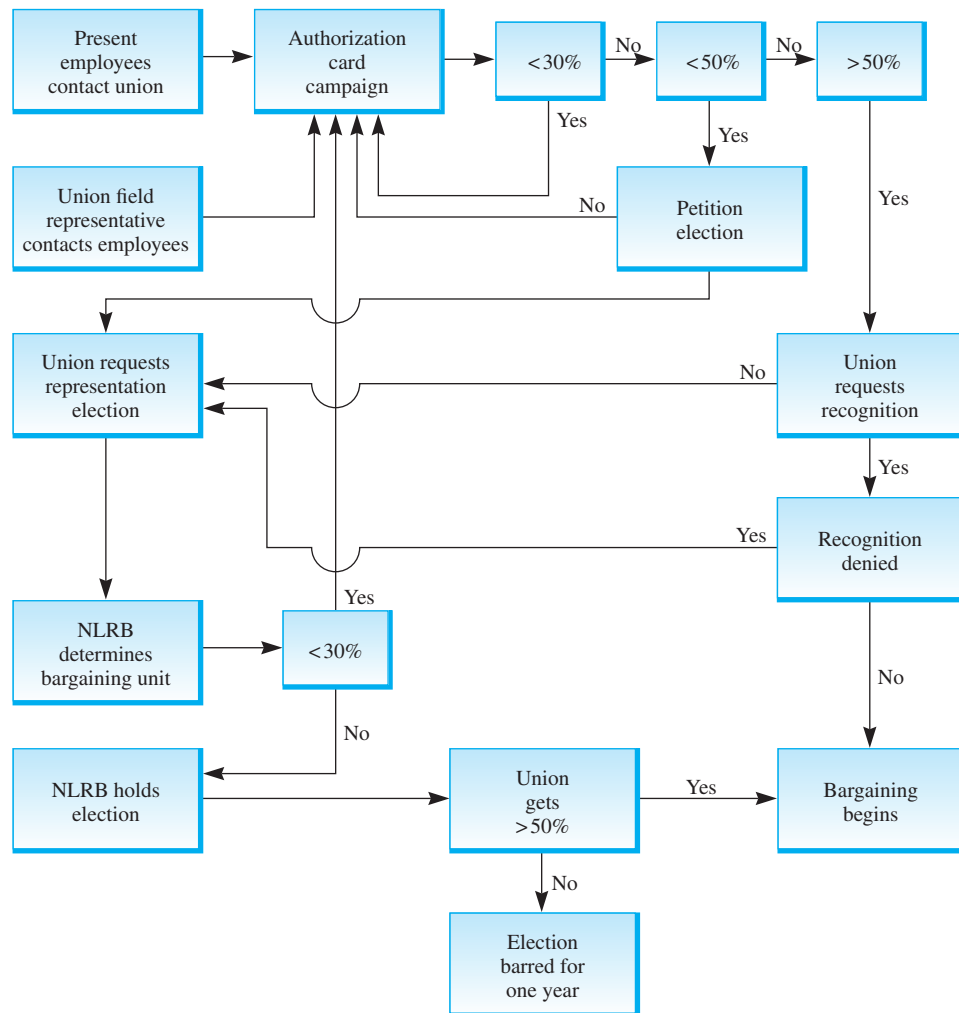 Present
employees
contact union
Authorization
card
campaign
<30%
No
<50%
No
>50%
Yes
Yes
Yes
Union field
representative
contacts employees
No
Petition
election
Union requests
representation
election
No
Union
requests
recognition
Yes
Yes
Recognition
denied
Yes
NLRB
determines
bargaining unit
<30%
No
No
NLRB holds
election
Union
gets
>50%
Yes
Bargaining
begins
No
Election
barred for
one year